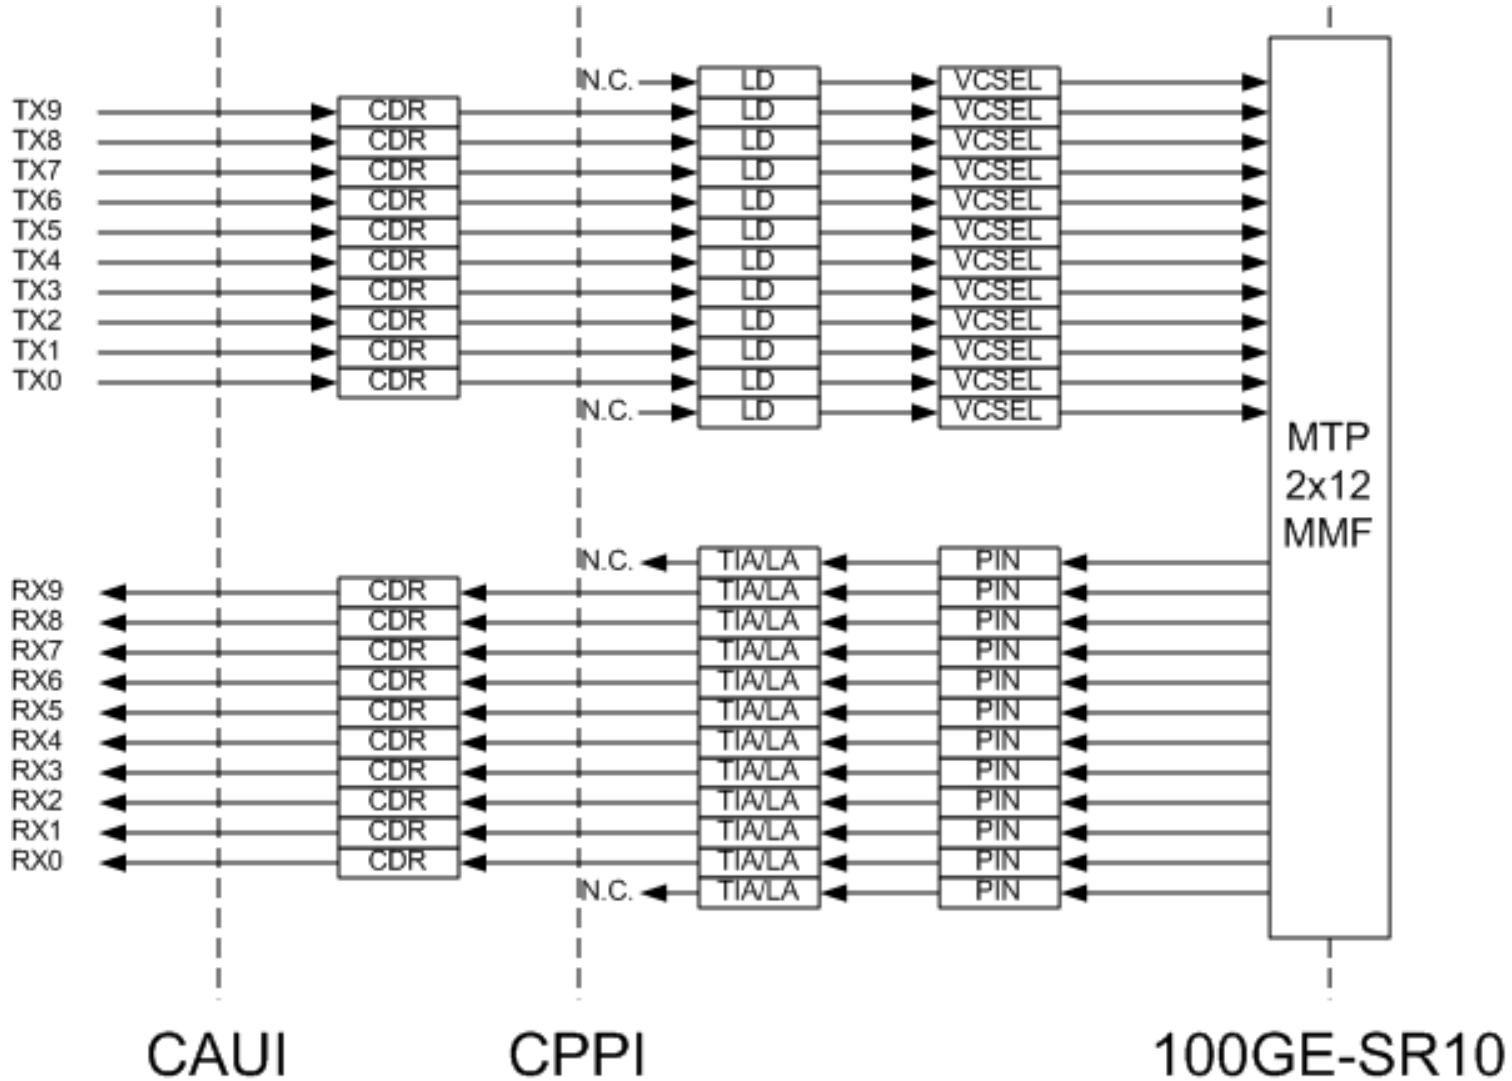 N.C. LD VCSEL
TX9 CDR LD VCSEL
TX8 CDR LD VCSEL
TX7 CDR LD VCSEL
TX6 CDR LD VCSEL
TX5 CDR LD VCSEL
TX4 CDR LD VCSEL
TX3 CDR LD VCSEL
TX2 CDR LD VCSEL
TX1 CDR LD VCSEL
TX0 CDR LD VCSEL
N.C. LD VCSEL
MTP
2x12
MMF
N.C. TIA/LA PIN
RX9 CDR TIA/LA PIN
RX8 CDR TIA/LA PIN
RX7 CDR TIA/LA PIN
RX6 CDR TIA/LA PIN
RX5 CDR TIA/LA PIN
RX4 CDR TIA/LA PIN
RX3 CDR TIA/LA PIN
RX2 CDR TIA/LA PIN
RX1 CDR TIA/LA PIN
RX0 CDR TIA/LA PIN
N.C. TIA/LA PIN
CAUI CPPI 100GE-SR10